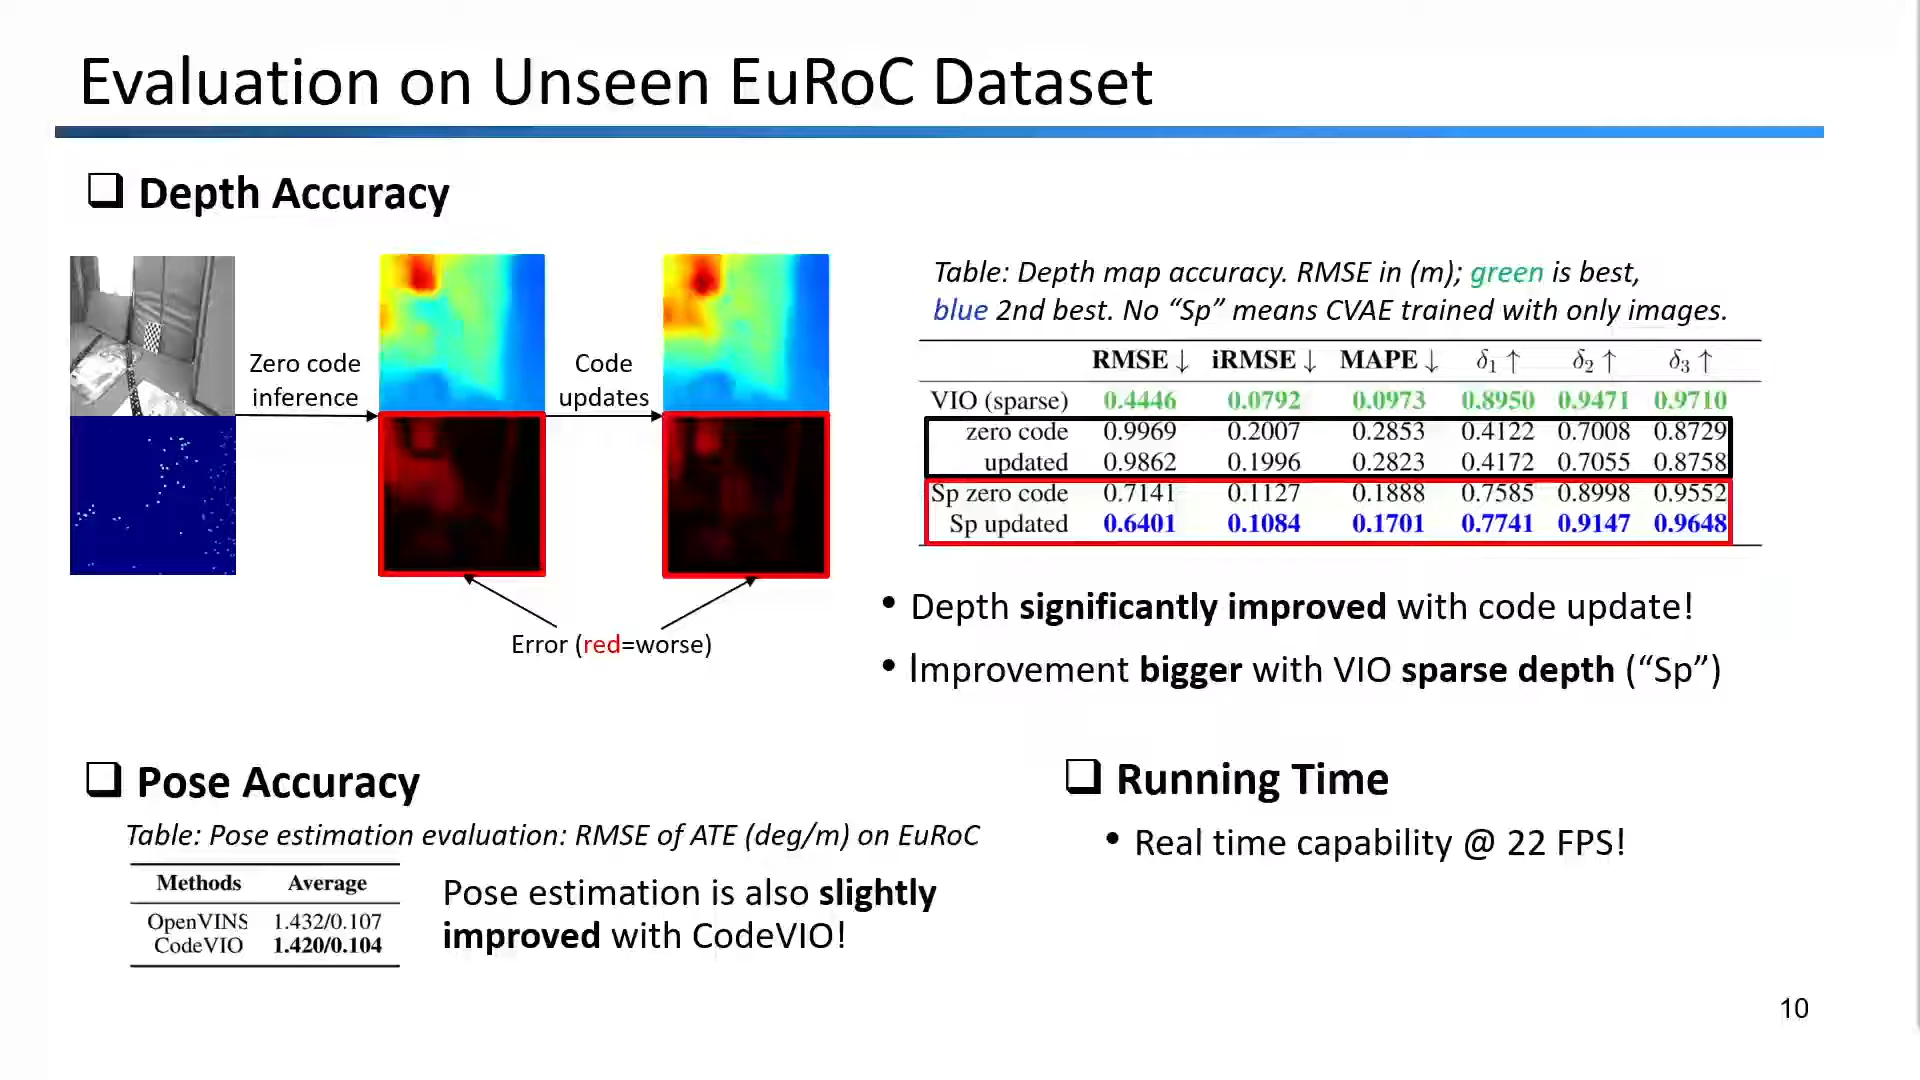 Evaluation on Unseen EuRoC Dataset
❑ Depth Accuracy
Zero code
inference
Code
updates
Error (red=worse)
Table: Depth map accuracy. RMSE in (m); green is best,
blue 2nd best. No “Sp” means CVAE trained with only images.
RMSE ↓ iRMSE ↓ MAPE ↓ δ1 ↑ δ2 ↑ δ3 ↑
VIO (sparse) 0.4446 0.0792 0.0973 0.8950 0.9471 0.9710
zero code 0.9969 0.2007 0.2853 0.4122 0.7008 0.8729
updated 0.9862 0.1996 0.2823 0.4172 0.7055 0.8758
Sp zero code 0.7141 0.1127 0.1888 0.7585 0.8998 0.9552
Sp updated 0.6401 0.1084 0.1701 0.7741 0.9147 0.9648
• Depth significantly improved with code update!
• Improvement bigger with VIO sparse depth (“Sp”)
❑ Pose Accuracy
Table: Pose estimation evaluation: RMSE of ATE (deg/m) on EuRoC
Methods Average
OpenVINS 1.432/0.107
CodeVIO 1.420/0.104
Pose estimation is also slightly
improved with CodeVIO!
❑ Running Time
• Real time capability @ 22 FPS!
10